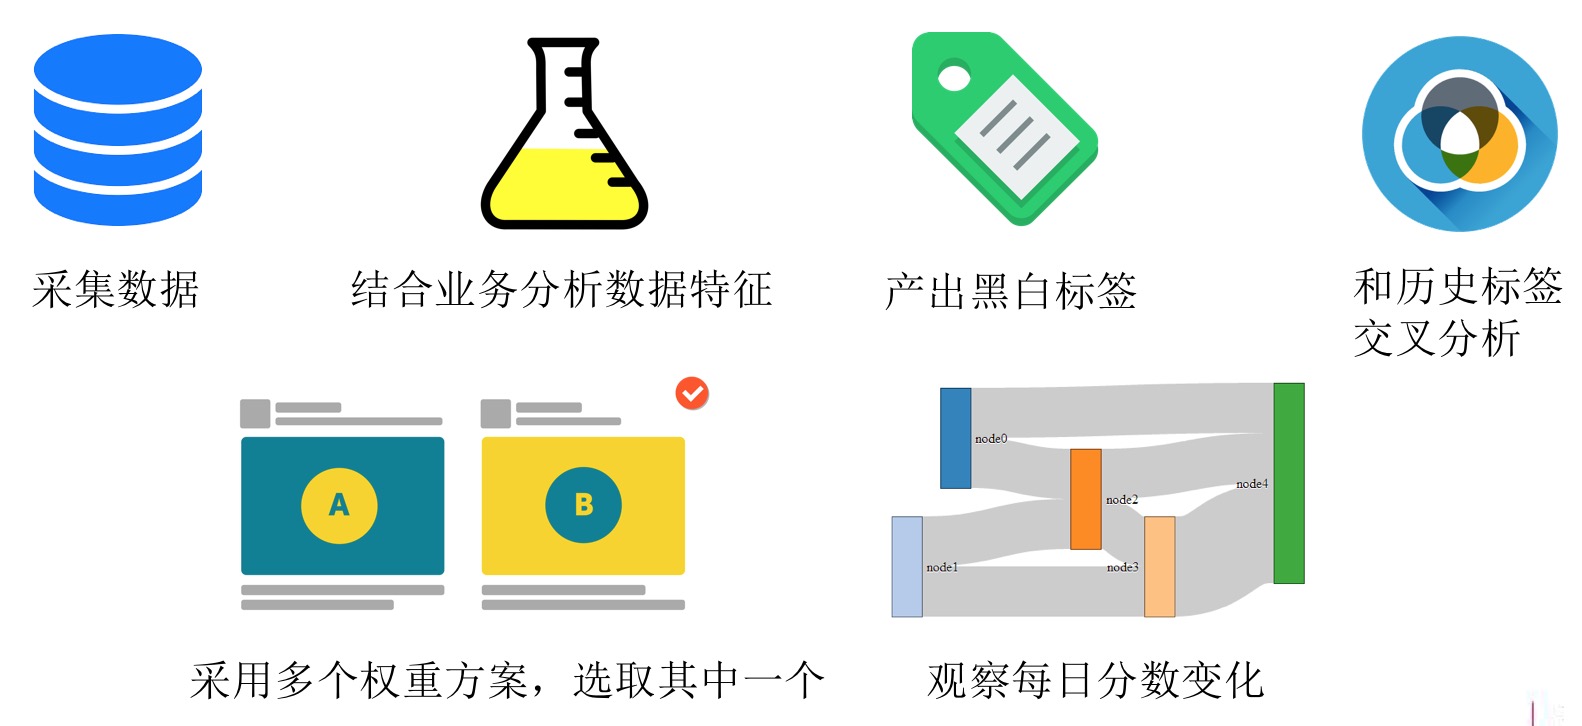 采集数据
结合业务分析数据特征
产出黑白标签
和历史标签
交叉分析
A
B
node0
node2
node4
node1
node3
采用多个权重方案，选取其中一个
观察每日分数变化